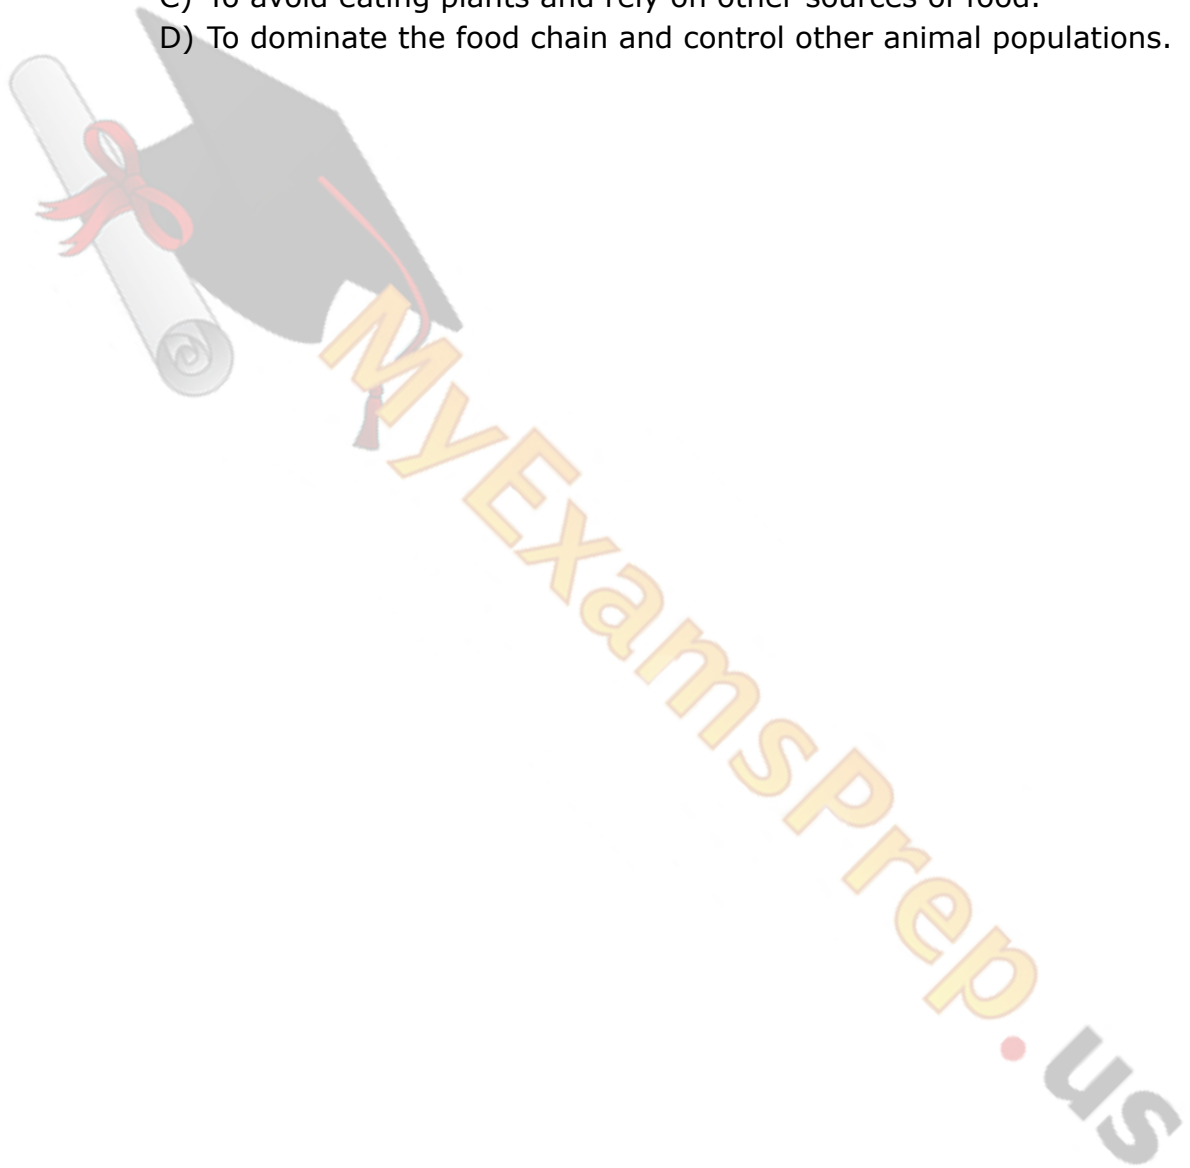 C) To avoid eating plants and rely on other sources of food.
D) To dominate the food chain and control other animal populations.
MyExamsPrep.us